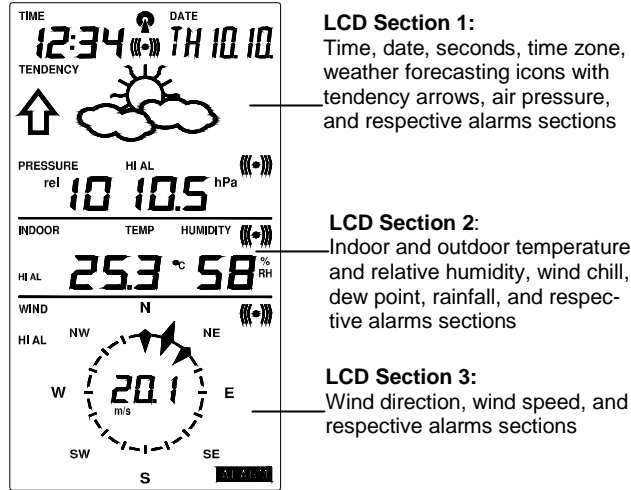 TIME DATE
12:34 TH 10.10.
TENDENCY
PRESSURE HI AL
rel 1010.5 hPa
INDOOR TEMP HUMIDITY
HI AL 25.3 °C 58 % RH
WIND
HI AL
N
NW NE
W E
20.1
m/s
SW SE
S
ALARM
LCD Section 1:
Time, date, seconds, time zone,
weather forecasting icons with
tendency arrows, air pressure,
and respective alarms sections
LCD Section 2:
Indoor and outdoor temperature
and relative humidity, wind chill,
dew point, rainfall, and respec-
tive alarms sections
LCD Section 3:
Wind direction, wind speed, and
respective alarms sections